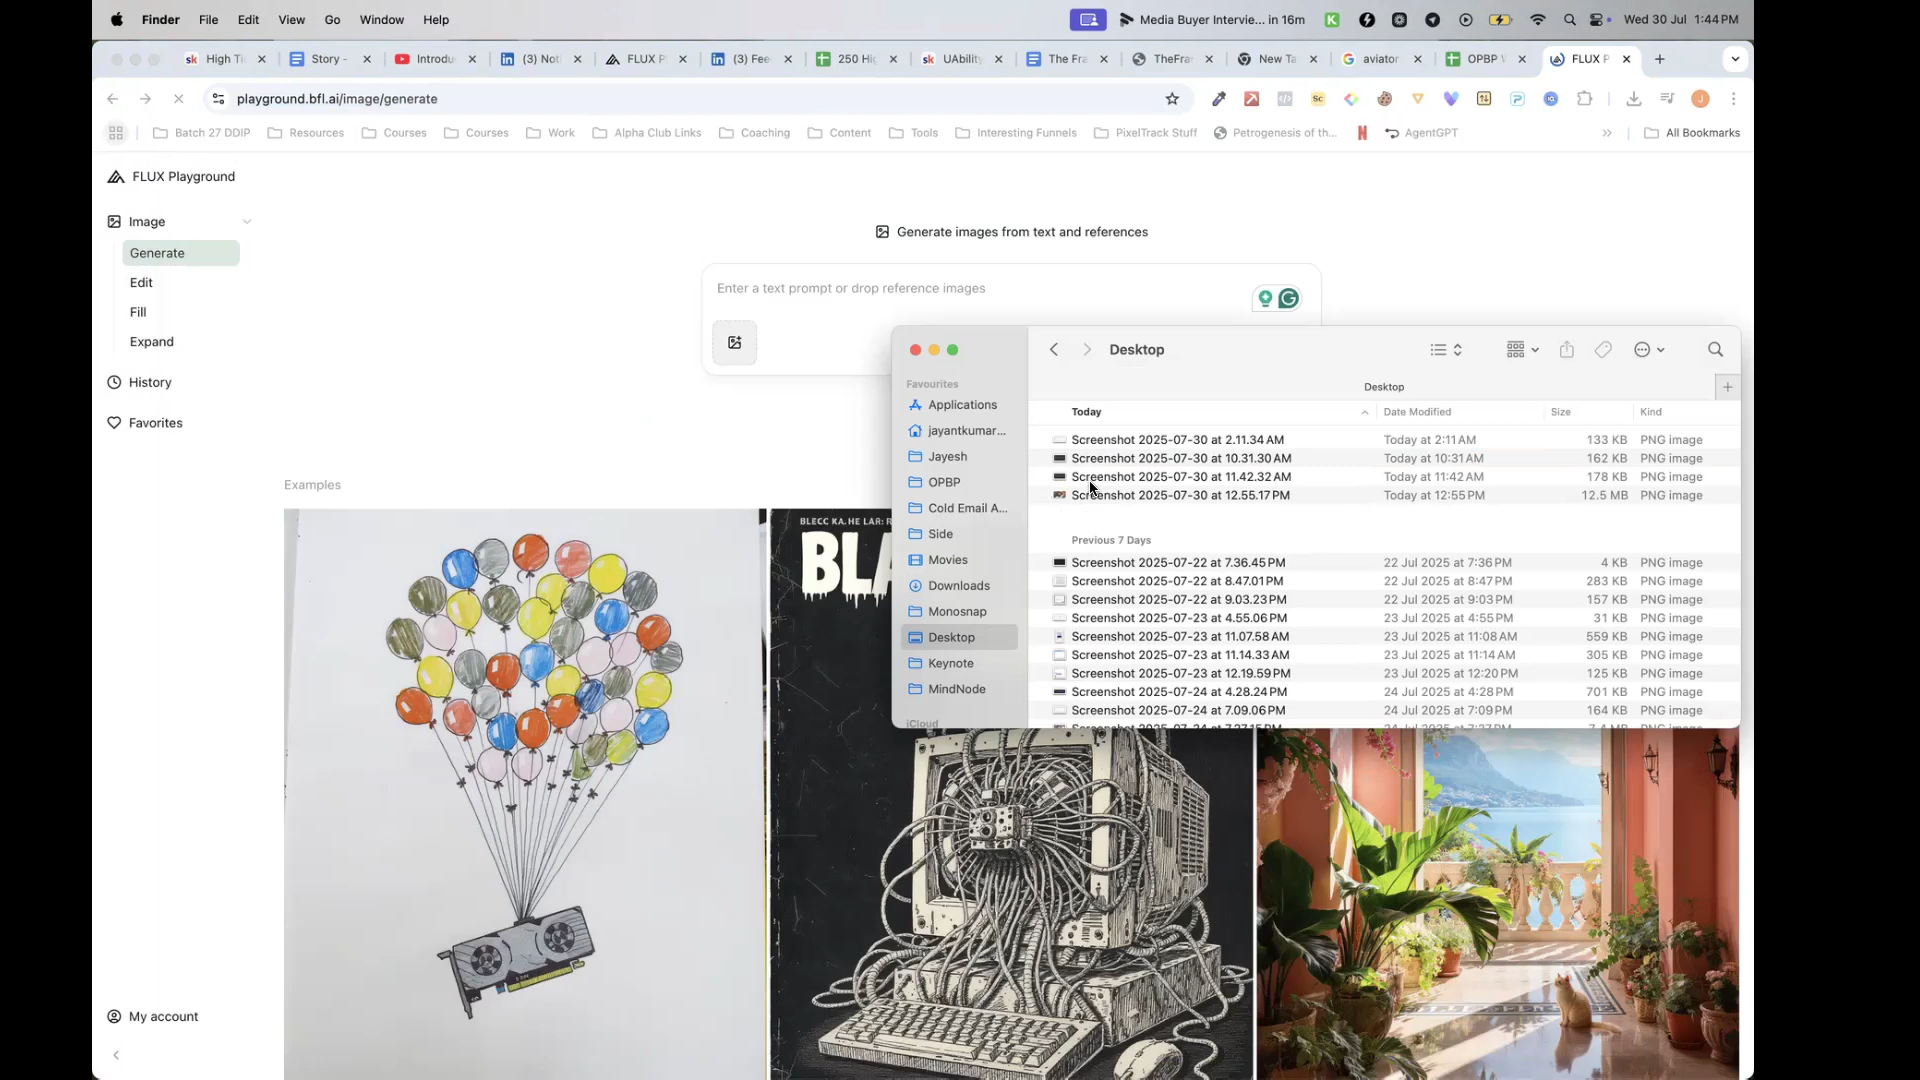 Finder File Edit View Go Window Help
Media Buyer Intervie... in 16m Wed 30 Jul 1:44 PM
High Ti Story - Introdu (3) Noti FLUX P (3) Fee 250 Hi UAbility The Fra TheFra New Ta aviator OPBP FLUX P
playground.bfl.ai/image/generate
Batch 27 DDIP Resources Courses Courses Work Alpha Club Links Coaching Content Tools Interesting Funnels PixelTrack Stuff Petrogenesis of th... AgentGPT All Bookmarks
FLUX Playground
Image
Generate
Edit
Fill
Expand
History
Favorites
My account
Generate images from text and references
Enter a text prompt or drop reference images
Examples
BLECC KA. HE LAR: R
BLA
Desktop
Desktop
Favourites
Applications
jayantkumar...
Jayesh
OPBP
Cold Email A...
Side
Movies
Downloads
Monosnap
Desktop
Keynote
MindNode
iCloud
Today Date Modified Size Kind
Screenshot 2025-07-30 at 2.11.34 AM Today at 2:11 AM 133 KB PNG image
Screenshot 2025-07-30 at 10.31.30 AM Today at 10:31 AM 162 KB PNG image
Screenshot 2025-07-30 at 11.42.32 AM Today at 11:42 AM 178 KB PNG image
Screenshot 2025-07-30 at 12.55.17 PM Today at 12:55 PM 12.5 MB PNG image
Previous 7 Days
Screenshot 2025-07-22 at 7.36.45 PM 22 Jul 2025 at 7:36 PM 4 KB PNG image
Screenshot 2025-07-22 at 8.47.01 PM 22 Jul 2025 at 8:47 PM 283 KB PNG image
Screenshot 2025-07-22 at 9.03.23 PM 22 Jul 2025 at 9:03 PM 157 KB PNG image
Screenshot 2025-07-23 at 4.55.06 PM 23 Jul 2025 at 4:55 PM 31 KB PNG image
Screenshot 2025-07-23 at 11.07.58 AM 23 Jul 2025 at 11:08 AM 559 KB PNG image
Screenshot 2025-07-23 at 11.14.33 AM 23 Jul 2025 at 11:14 AM 305 KB PNG image
Screenshot 2025-07-23 at 12.19.59 PM 23 Jul 2025 at 12:20 PM 125 KB PNG image
Screenshot 2025-07-24 at 4.28.24 PM 24 Jul 2025 at 4:28 PM 701 KB PNG image
Screenshot 2025-07-24 at 7.09.06 PM 24 Jul 2025 at 7:09 PM 164 KB PNG image